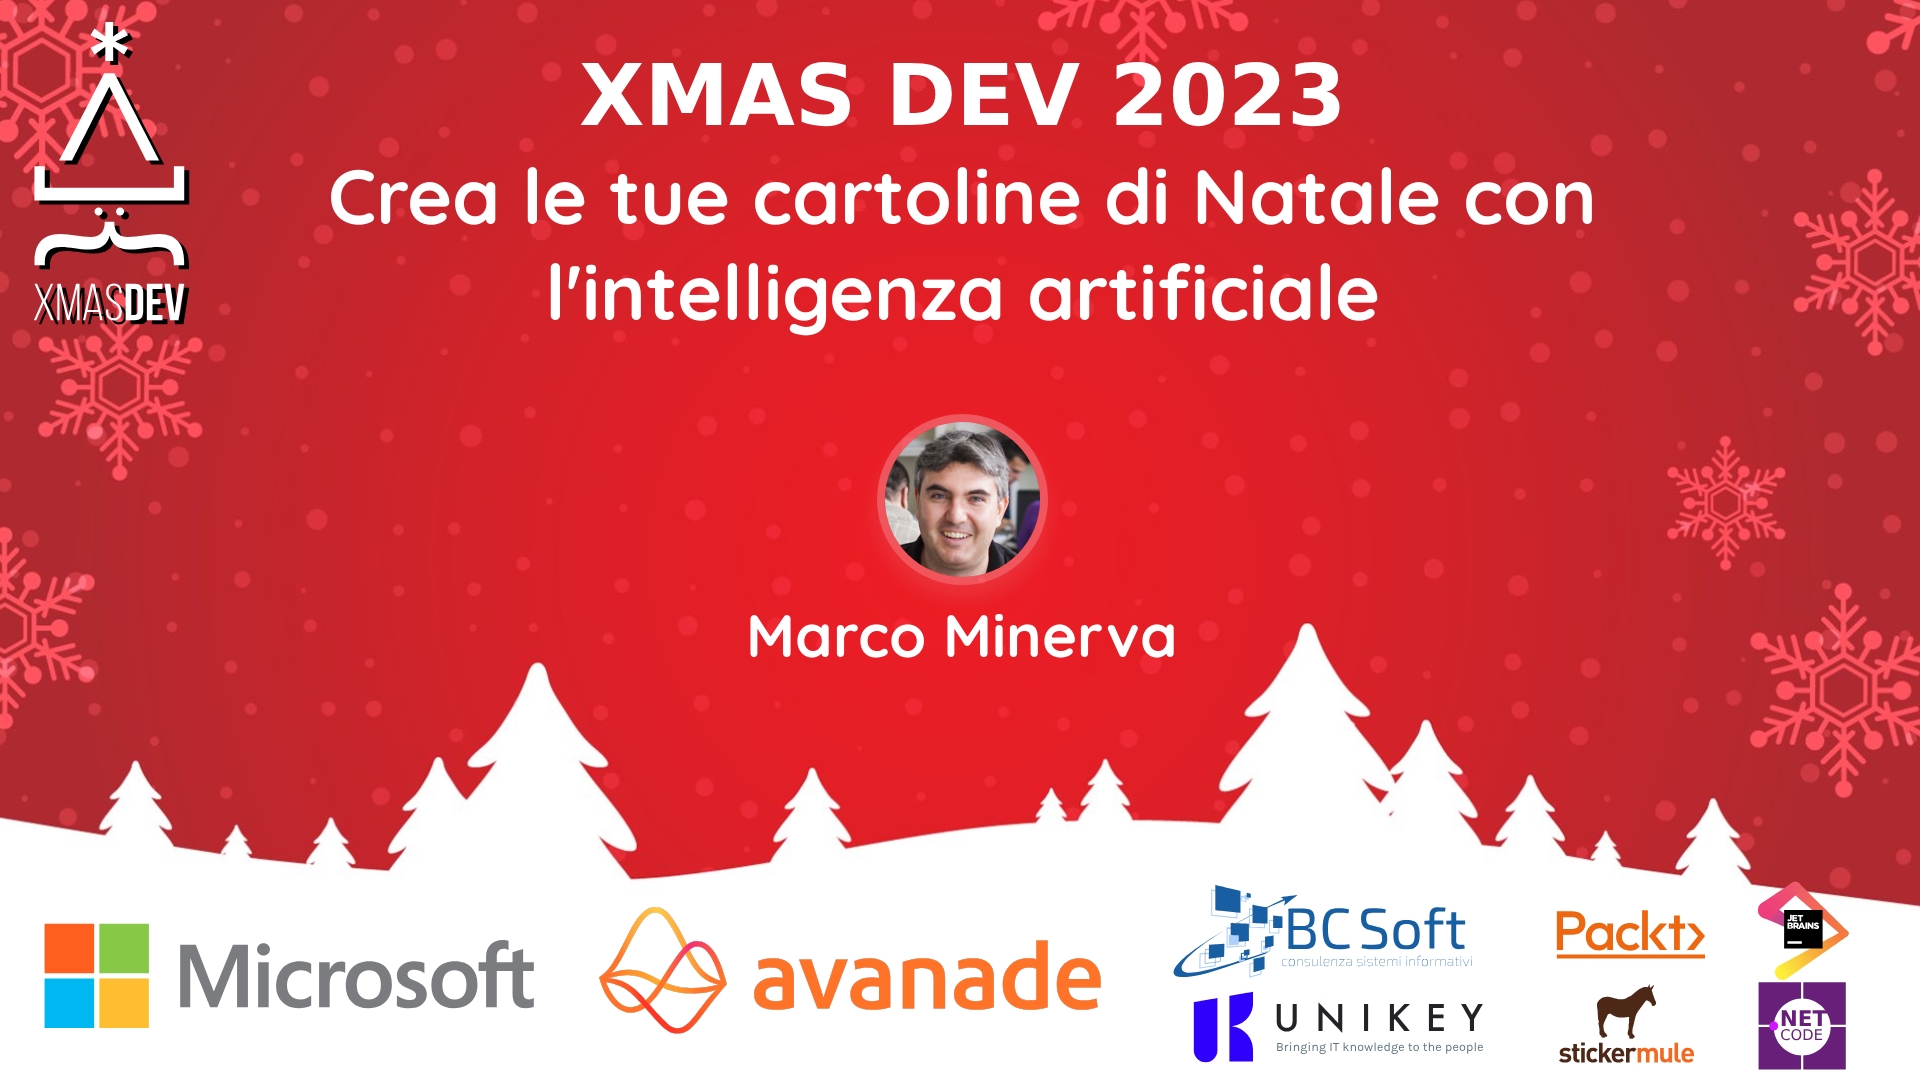 XMAS DEV 2023
Crea le tue cartoline di Natale con
l'intelligenza artificiale
XMASDEV
Marco Minerva
Microsoft
avanade
BC Soft
consulenza sistemi informativi
UNIKEY
Bringing IT knowledge to the people
Packt>
stickermule
JET
BRAINS
NET
CODE